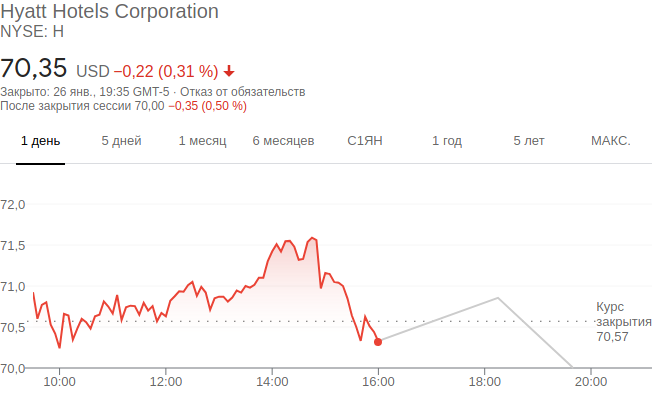 Hyatt Hotels Corporation
NYSE: H
70,35 USD −0,22 (0,31 %)
Закрыто: 26 янв., 19:35 GMT-5 · Отказ от обязательств
После закрытия сессии 70,00 −0,35 (0,50 %)
1 день 5 дней 1 месяц 6 месяцев С1ЯН 1 год 5 лет МАКС.
72,0
71,5
71,0
70,5
70,0
Курс
закрытия
70,57
10:00 12:00 14:00 16:00 18:00 20:00